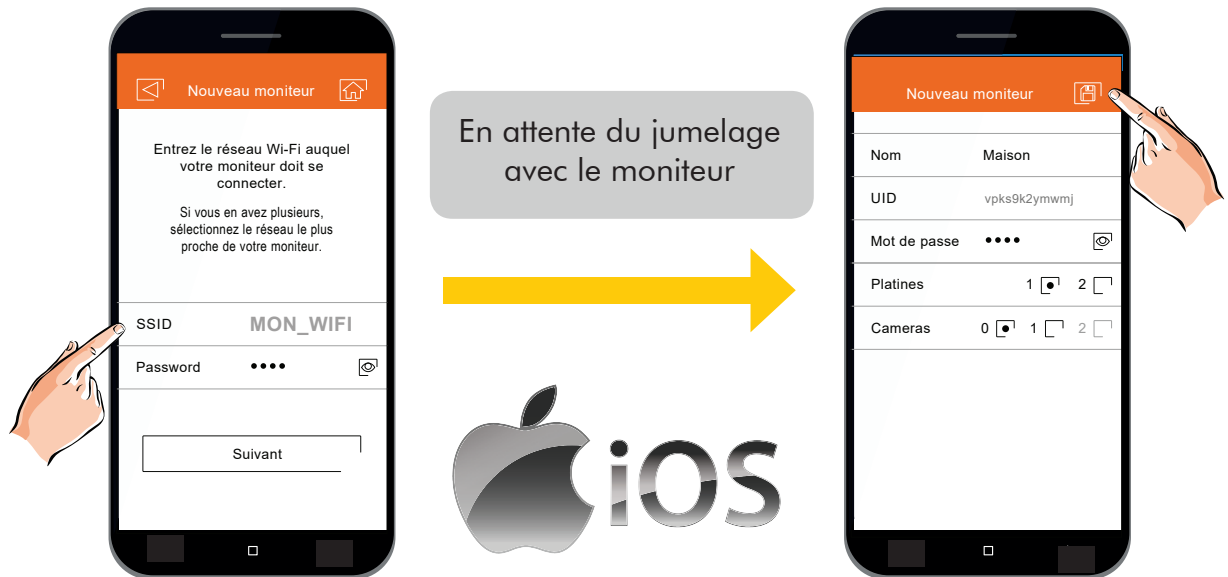 Nouveau moniteur
Entrez le réseau Wi-Fi auquel
votre moniteur doit se
connecter.
Si vous en avez plusieurs,
sélectionnez le réseau le plus
proche de votre moniteur.
SSID MON_WIFI
Password ••••
Suivant
En attente du jumelage
avec le moniteur
iOS
Nouveau moniteur
Nom Maison
UID vpks9k2ymwmj
Mot de passe ••••
Platines 1 2
Cameras 0 1 2